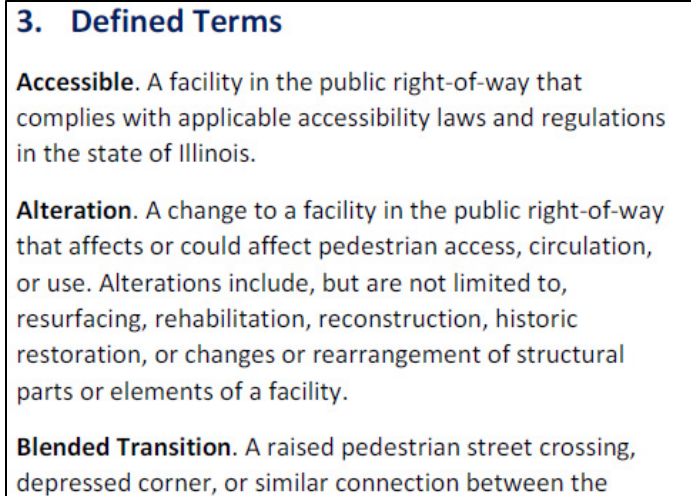 3. Defined Terms
Accessible. A facility in the public right-of-way that
complies with applicable accessibility laws and regulations
in the state of Illinois.
Alteration. A change to a facility in the public right-of-way
that affects or could affect pedestrian access, circulation,
or use. Alterations include, but are not limited to,
resurfacing, rehabilitation, reconstruction, historic
restoration, or changes or rearrangement of structural
parts or elements of a facility.
Blended Transition. A raised pedestrian street crossing,
depressed corner, or similar connection between the